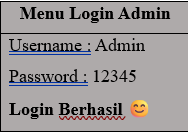 Menu Login Admin
Username : Admin
Password : 12345
Login Berhasil 😊